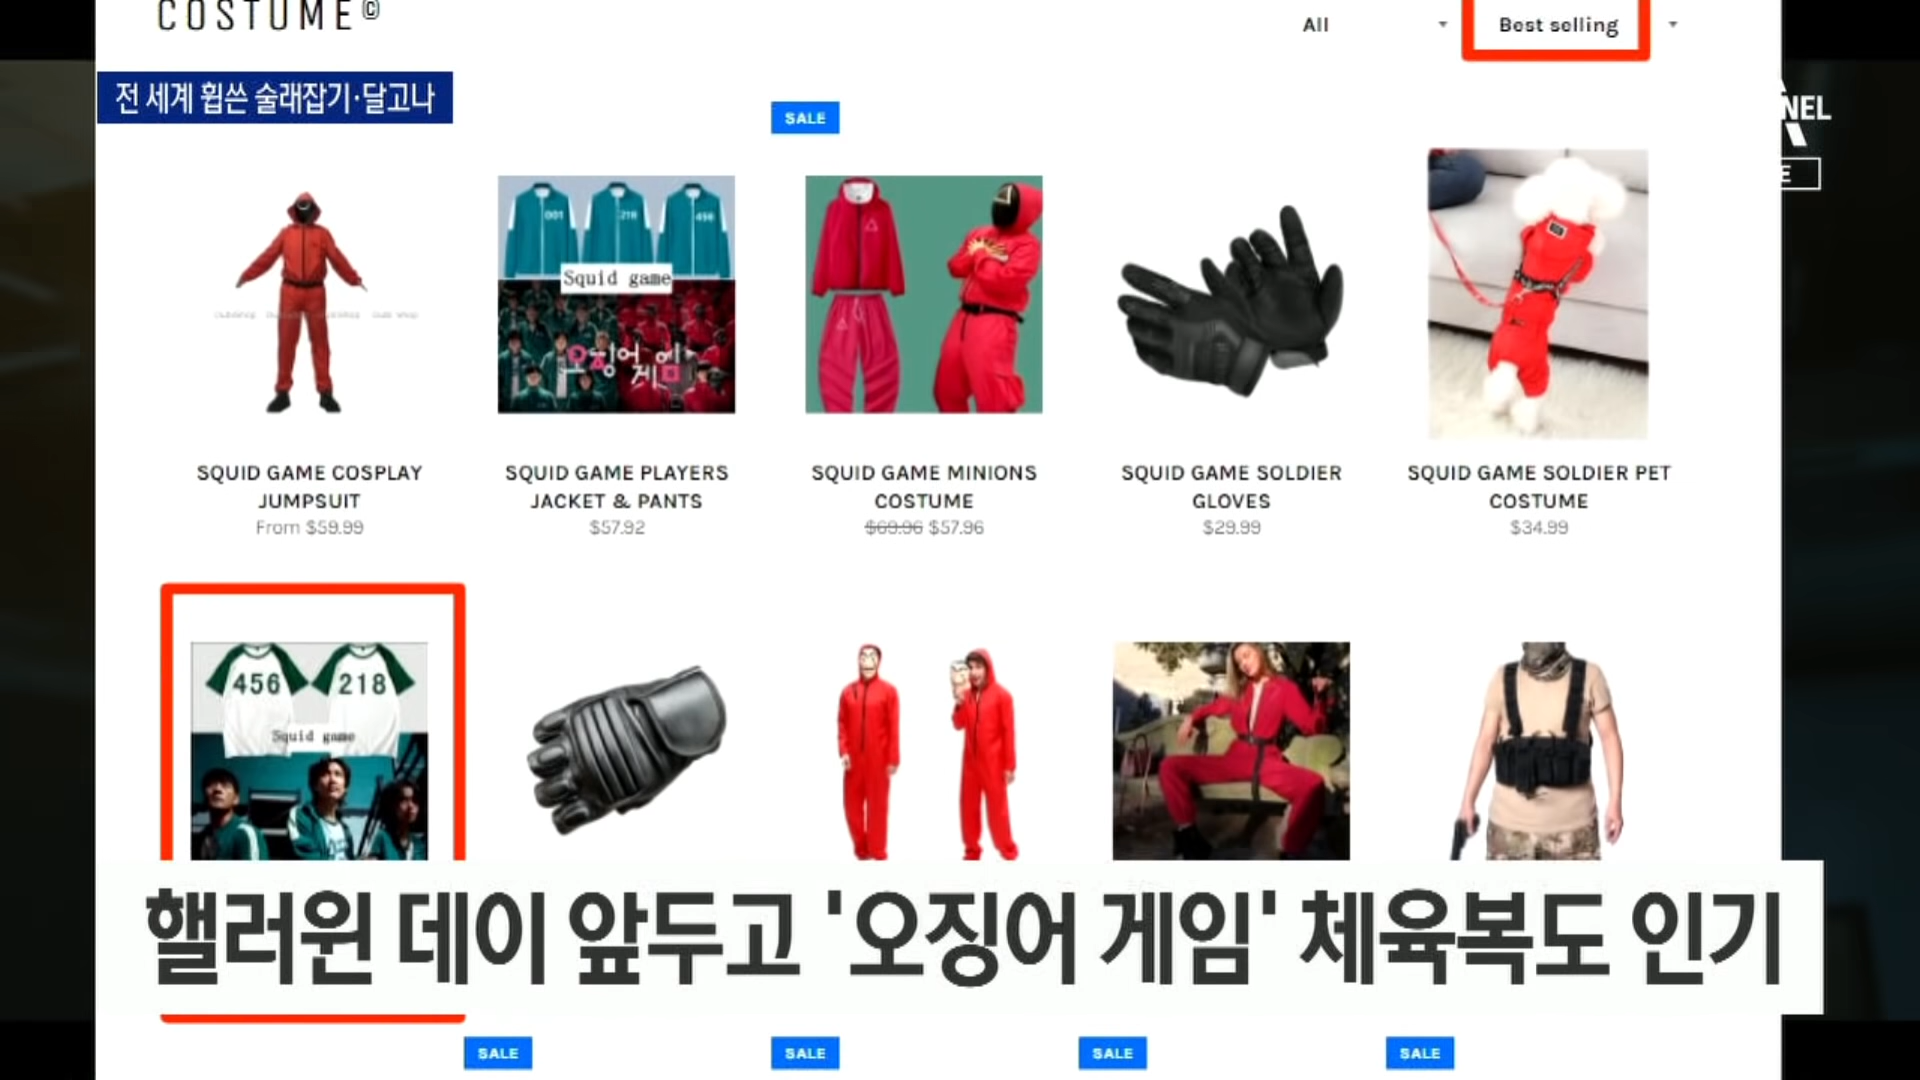 COSTUME©
All
Best selling
전 세계 휩쓴 술래잡기·달고나
NEL
E
SALE
001
218
456
Squid game
오징어 게임
SQUID GAME COSPLAY
JUMPSUIT
From $59.99
SQUID GAME PLAYERS
JACKET & PANTS
$57.92
SQUID GAME MINIONS
COSTUME
$69.96 $57.96
SQUID GAME SOLDIER
GLOVES
$29.99
SQUID GAME SOLDIER PET
COSTUME
$34.99
456
218
Squid game
핼러윈 데이 앞두고 '오징어 게임' 체육복도 인기
SALE
SALE
SALE
SALE